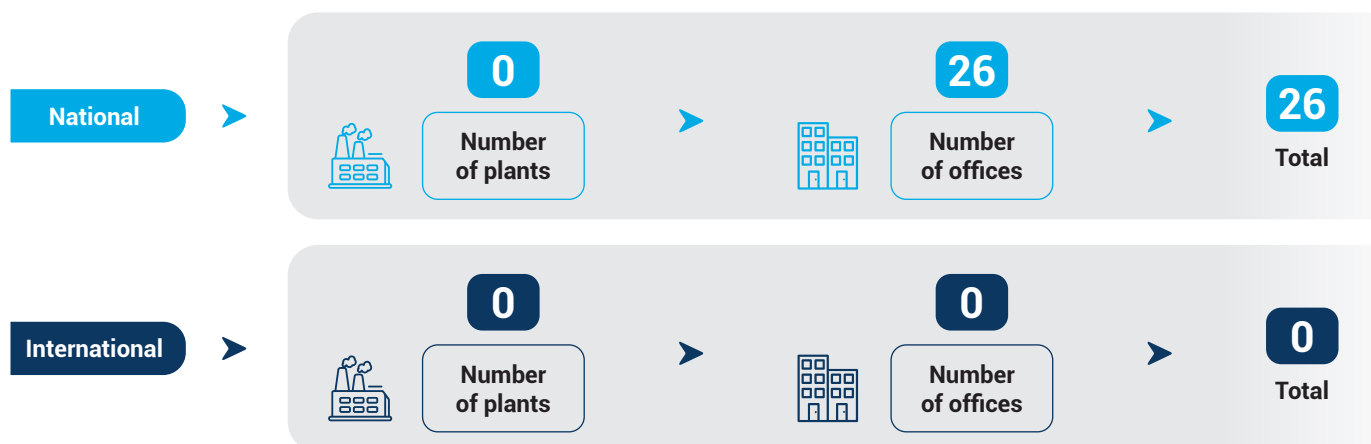 National
0
Number
of plants
26
Number
of offices
26
Total
International
0
Number
of plants
0
Number
of offices
0
Total